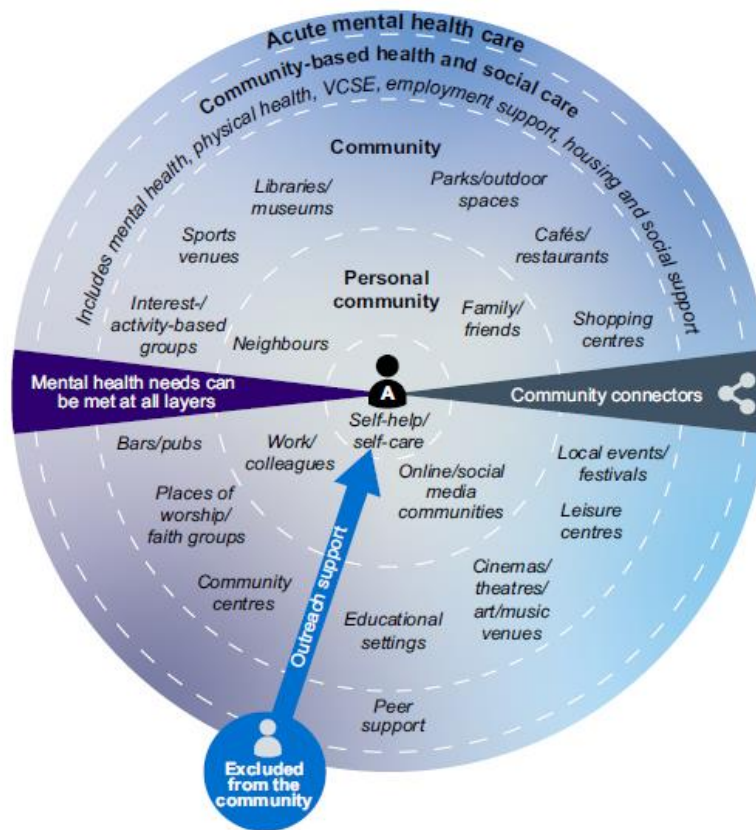 Acute mental health care
Community-based health and social care
Includes mental health, physical health, VCSE, employment support, housing and social support
Community
Libraries/
museums
Parks/outdoor
spaces
Sports
venues
Cafés/
restaurants
Personal
community
Interest-/
activity-based
groups
Neighbours
Family/
friends
Shopping
centres
Mental health needs can
be met at all layers
A
Community connectors
Self-help/
self-care
Bars/pubs
Work/
colleagues
Online/social
media
communities
Local events/
festivals
Places of
worship/
faith groups
Leisure
centres
Community
centres
Outreach support
Educational
settings
Cinemas/
theatres/
art/music
venues
Peer
support
Excluded
from the
community